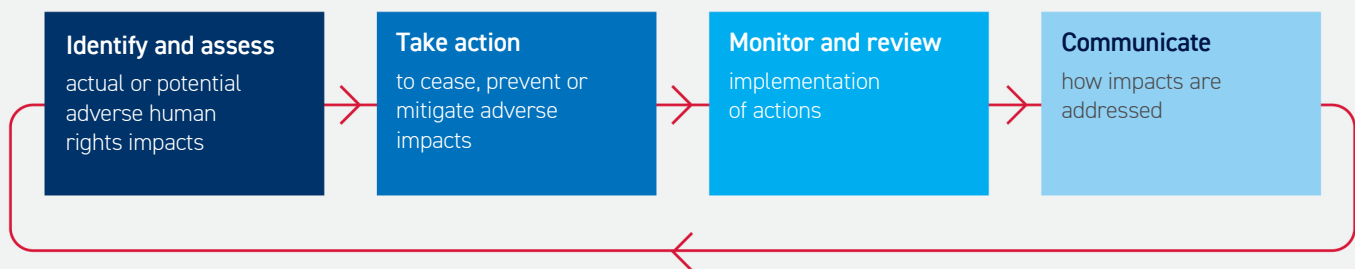 Identify and assess
actual or potential
adverse human
rights impacts
Take action
to cease, prevent or
mitigate adverse
impacts
Monitor and review
implementation
of actions
Communicate
how impacts are
addressed